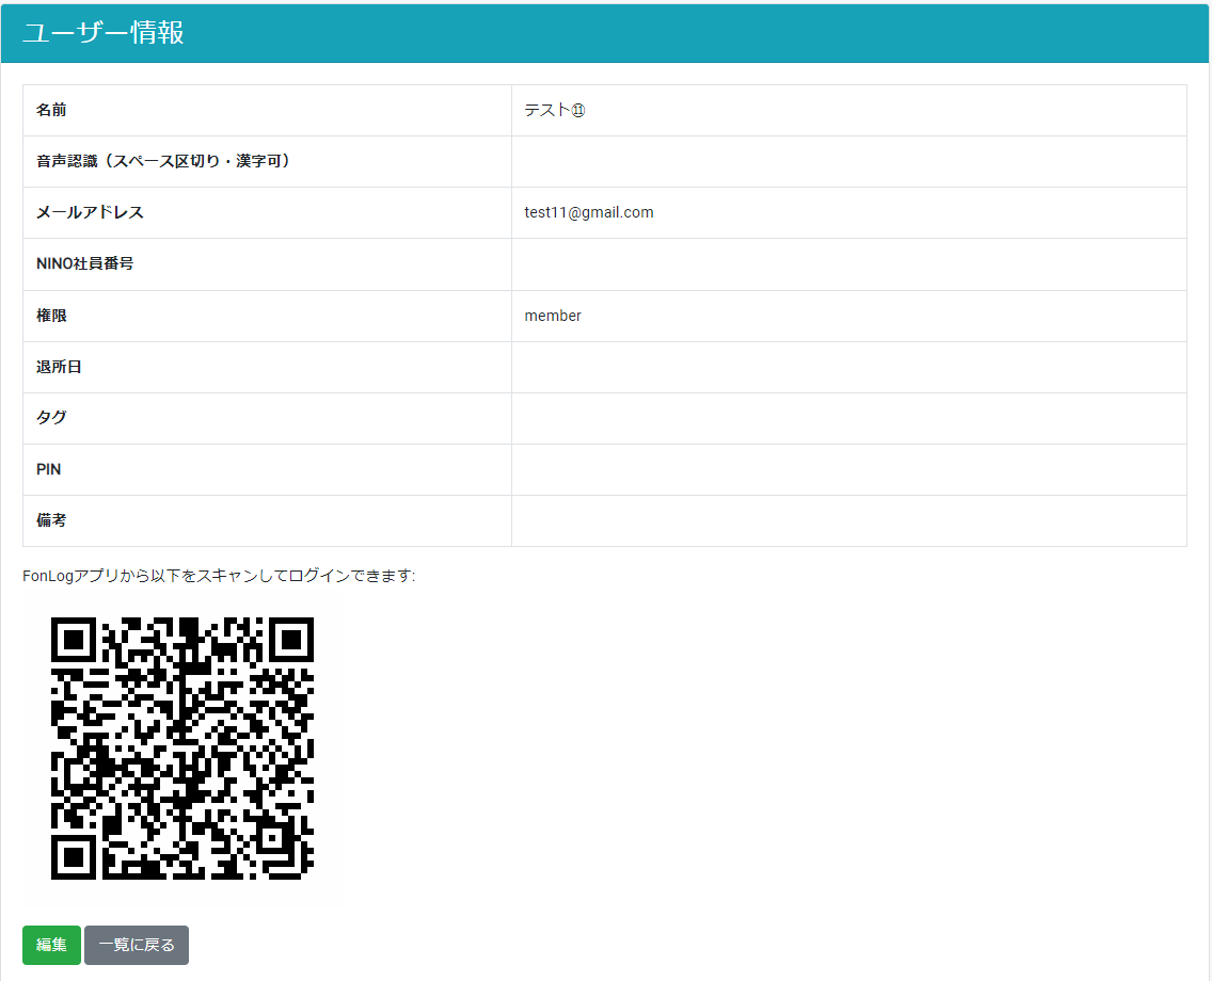 ユーザー情報
名前 テスト⑪
音声認識（スペース区切り・漢字可）
メールアドレス test11@gmail.com
NINO社員番号
権限 member
退所日
タグ
PIN
備考
FonLogアプリから以下をスキャンしてログインできます:
編集 一覧に戻る